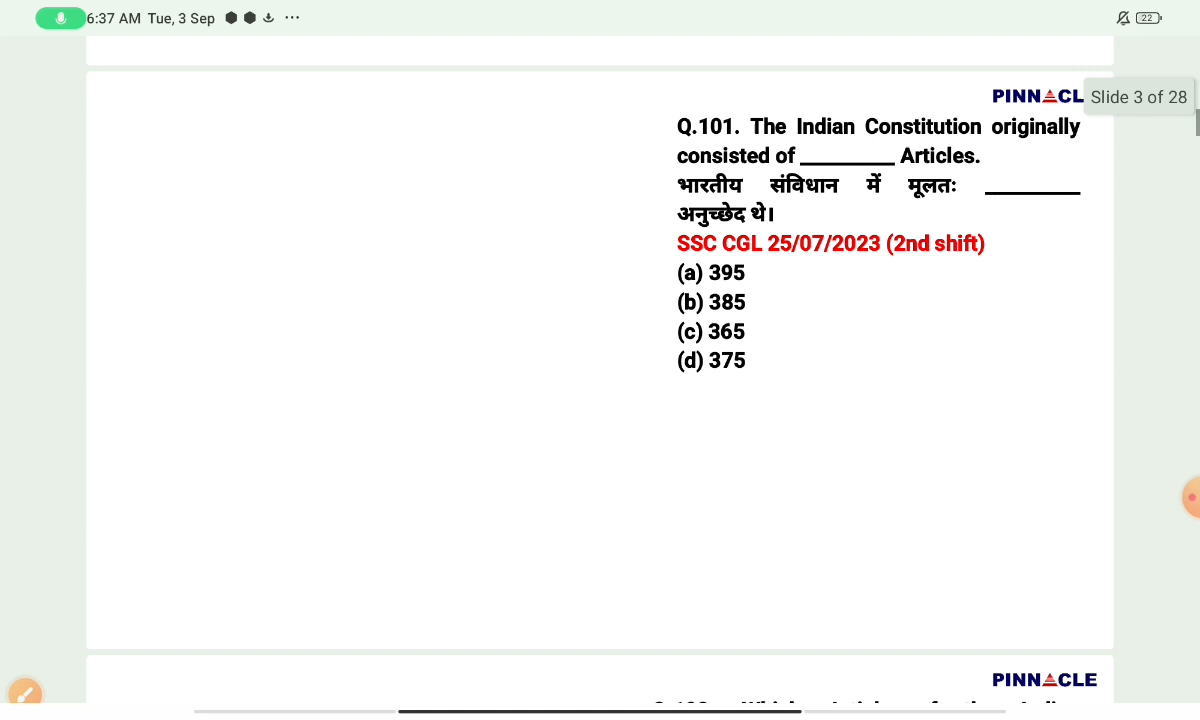 6:37 AM Tue, 3 Sep
22
PINNACL
Slide 3 of 28
Q.101. The Indian Constitution originally
consisted of ________ Articles.
भारतीय संविधान में मूलतः ________
अनुच्छेद थे।
SSC CGL 25/07/2023 (2nd shift)
(a) 395
(b) 385
(c) 365
(d) 375
PINNACLE